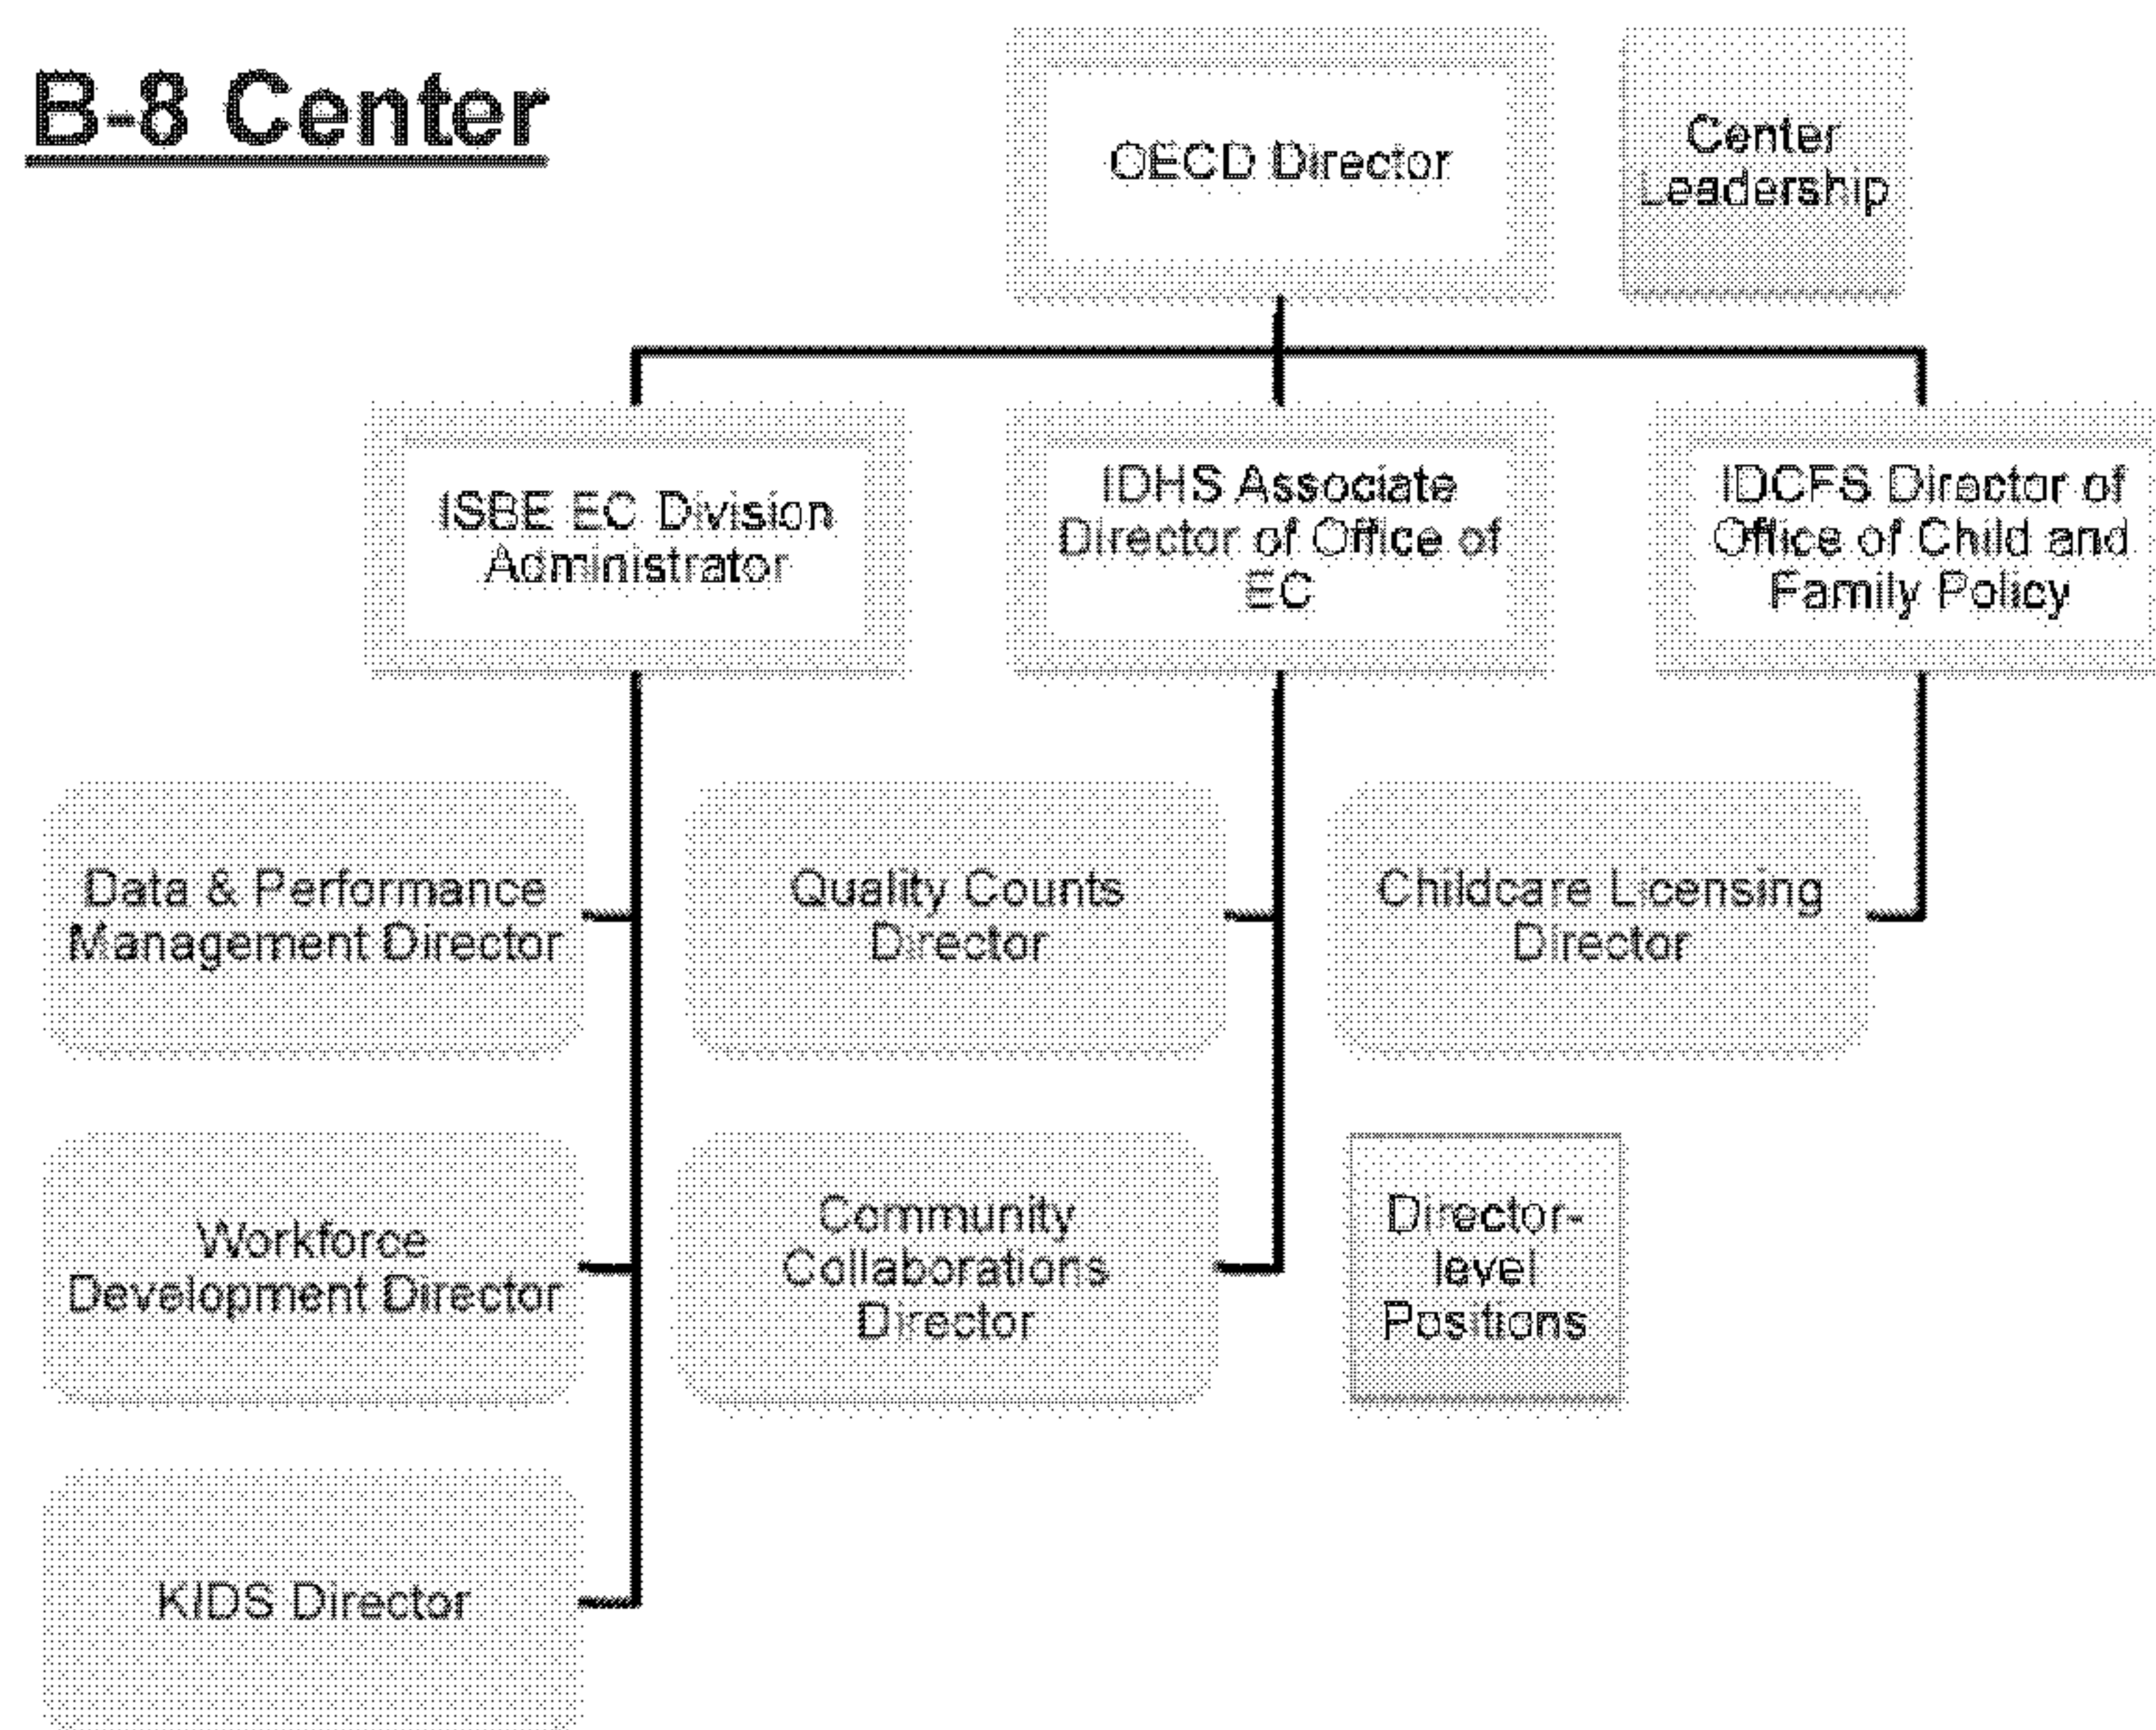 B-8 Center
OECD Director
Center
Leadership
ISBE EC Division
Administrator
IDHS Associate
Director of Office of
EC
IDCFS Director of
Office of Child and
Family Policy
Data & Performance
Management Director
Quality Counts
Director
Childcare Licensing
Director
Workforce
Development Director
Community
Collaborations
Director
Director-
level
Positions
KIDS Director